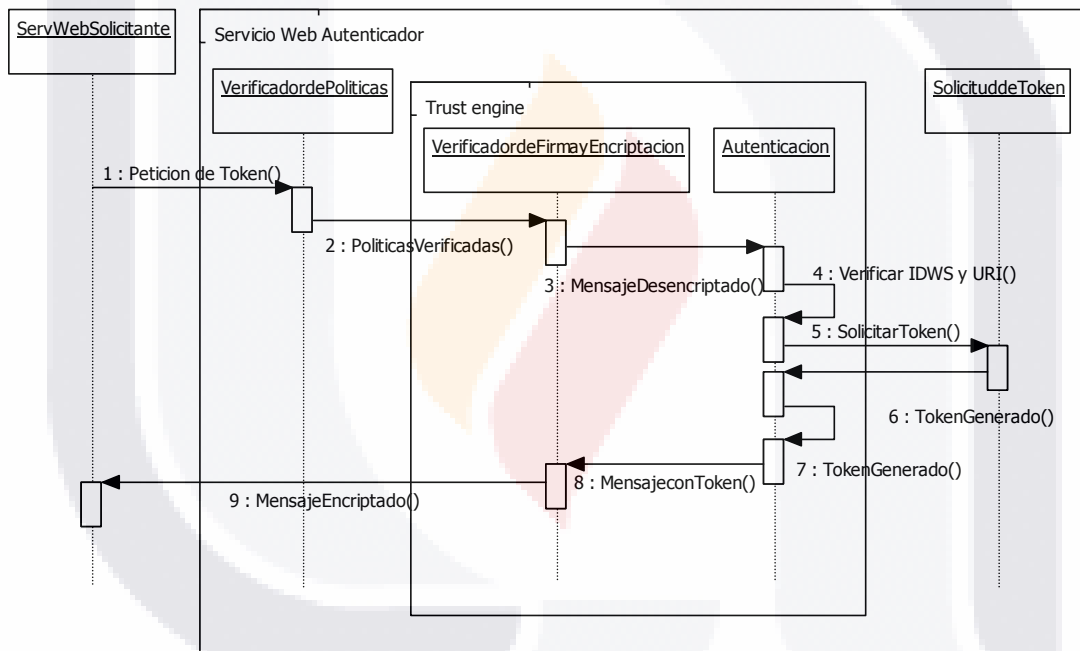 ServWebSolicitante
Servicio Web Autenticador
VerificadordePoliticas
SolicituddeToken
Trust engine
VerificadordeFirmayEncriptacion
Autenticacion
1 : Peticion de Token()
2 : PoliticasVerificadas()
3 : MensajeDesencriptado()
4 : Verificar IDWS y URI()
5 : SolicitarToken()
6 : TokenGenerado()
7 : TokenGenerado()
8 : MensajeconToken()
9 : MensajeEncriptado()